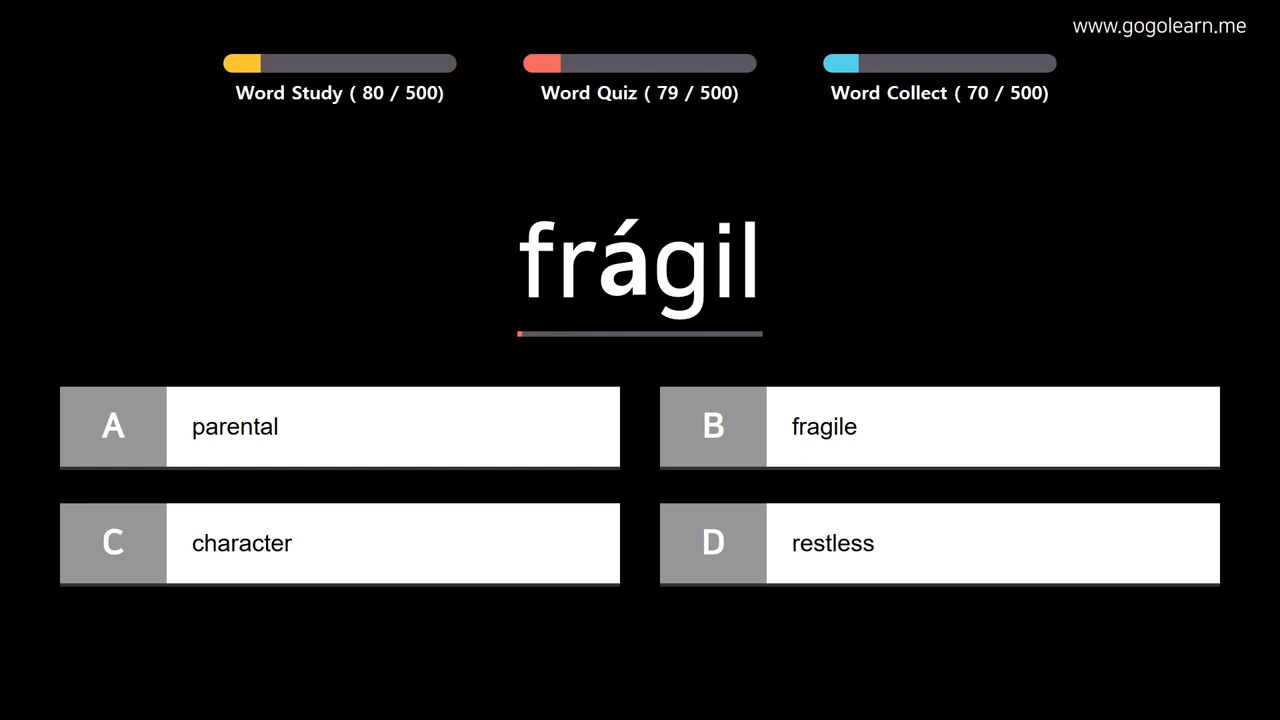 www.gogolearn.me
Word Study ( 80 / 500)
Word Quiz ( 79 / 500)
Word Collect ( 70 / 500)
frágil
A parental
B fragile
C character
D restless